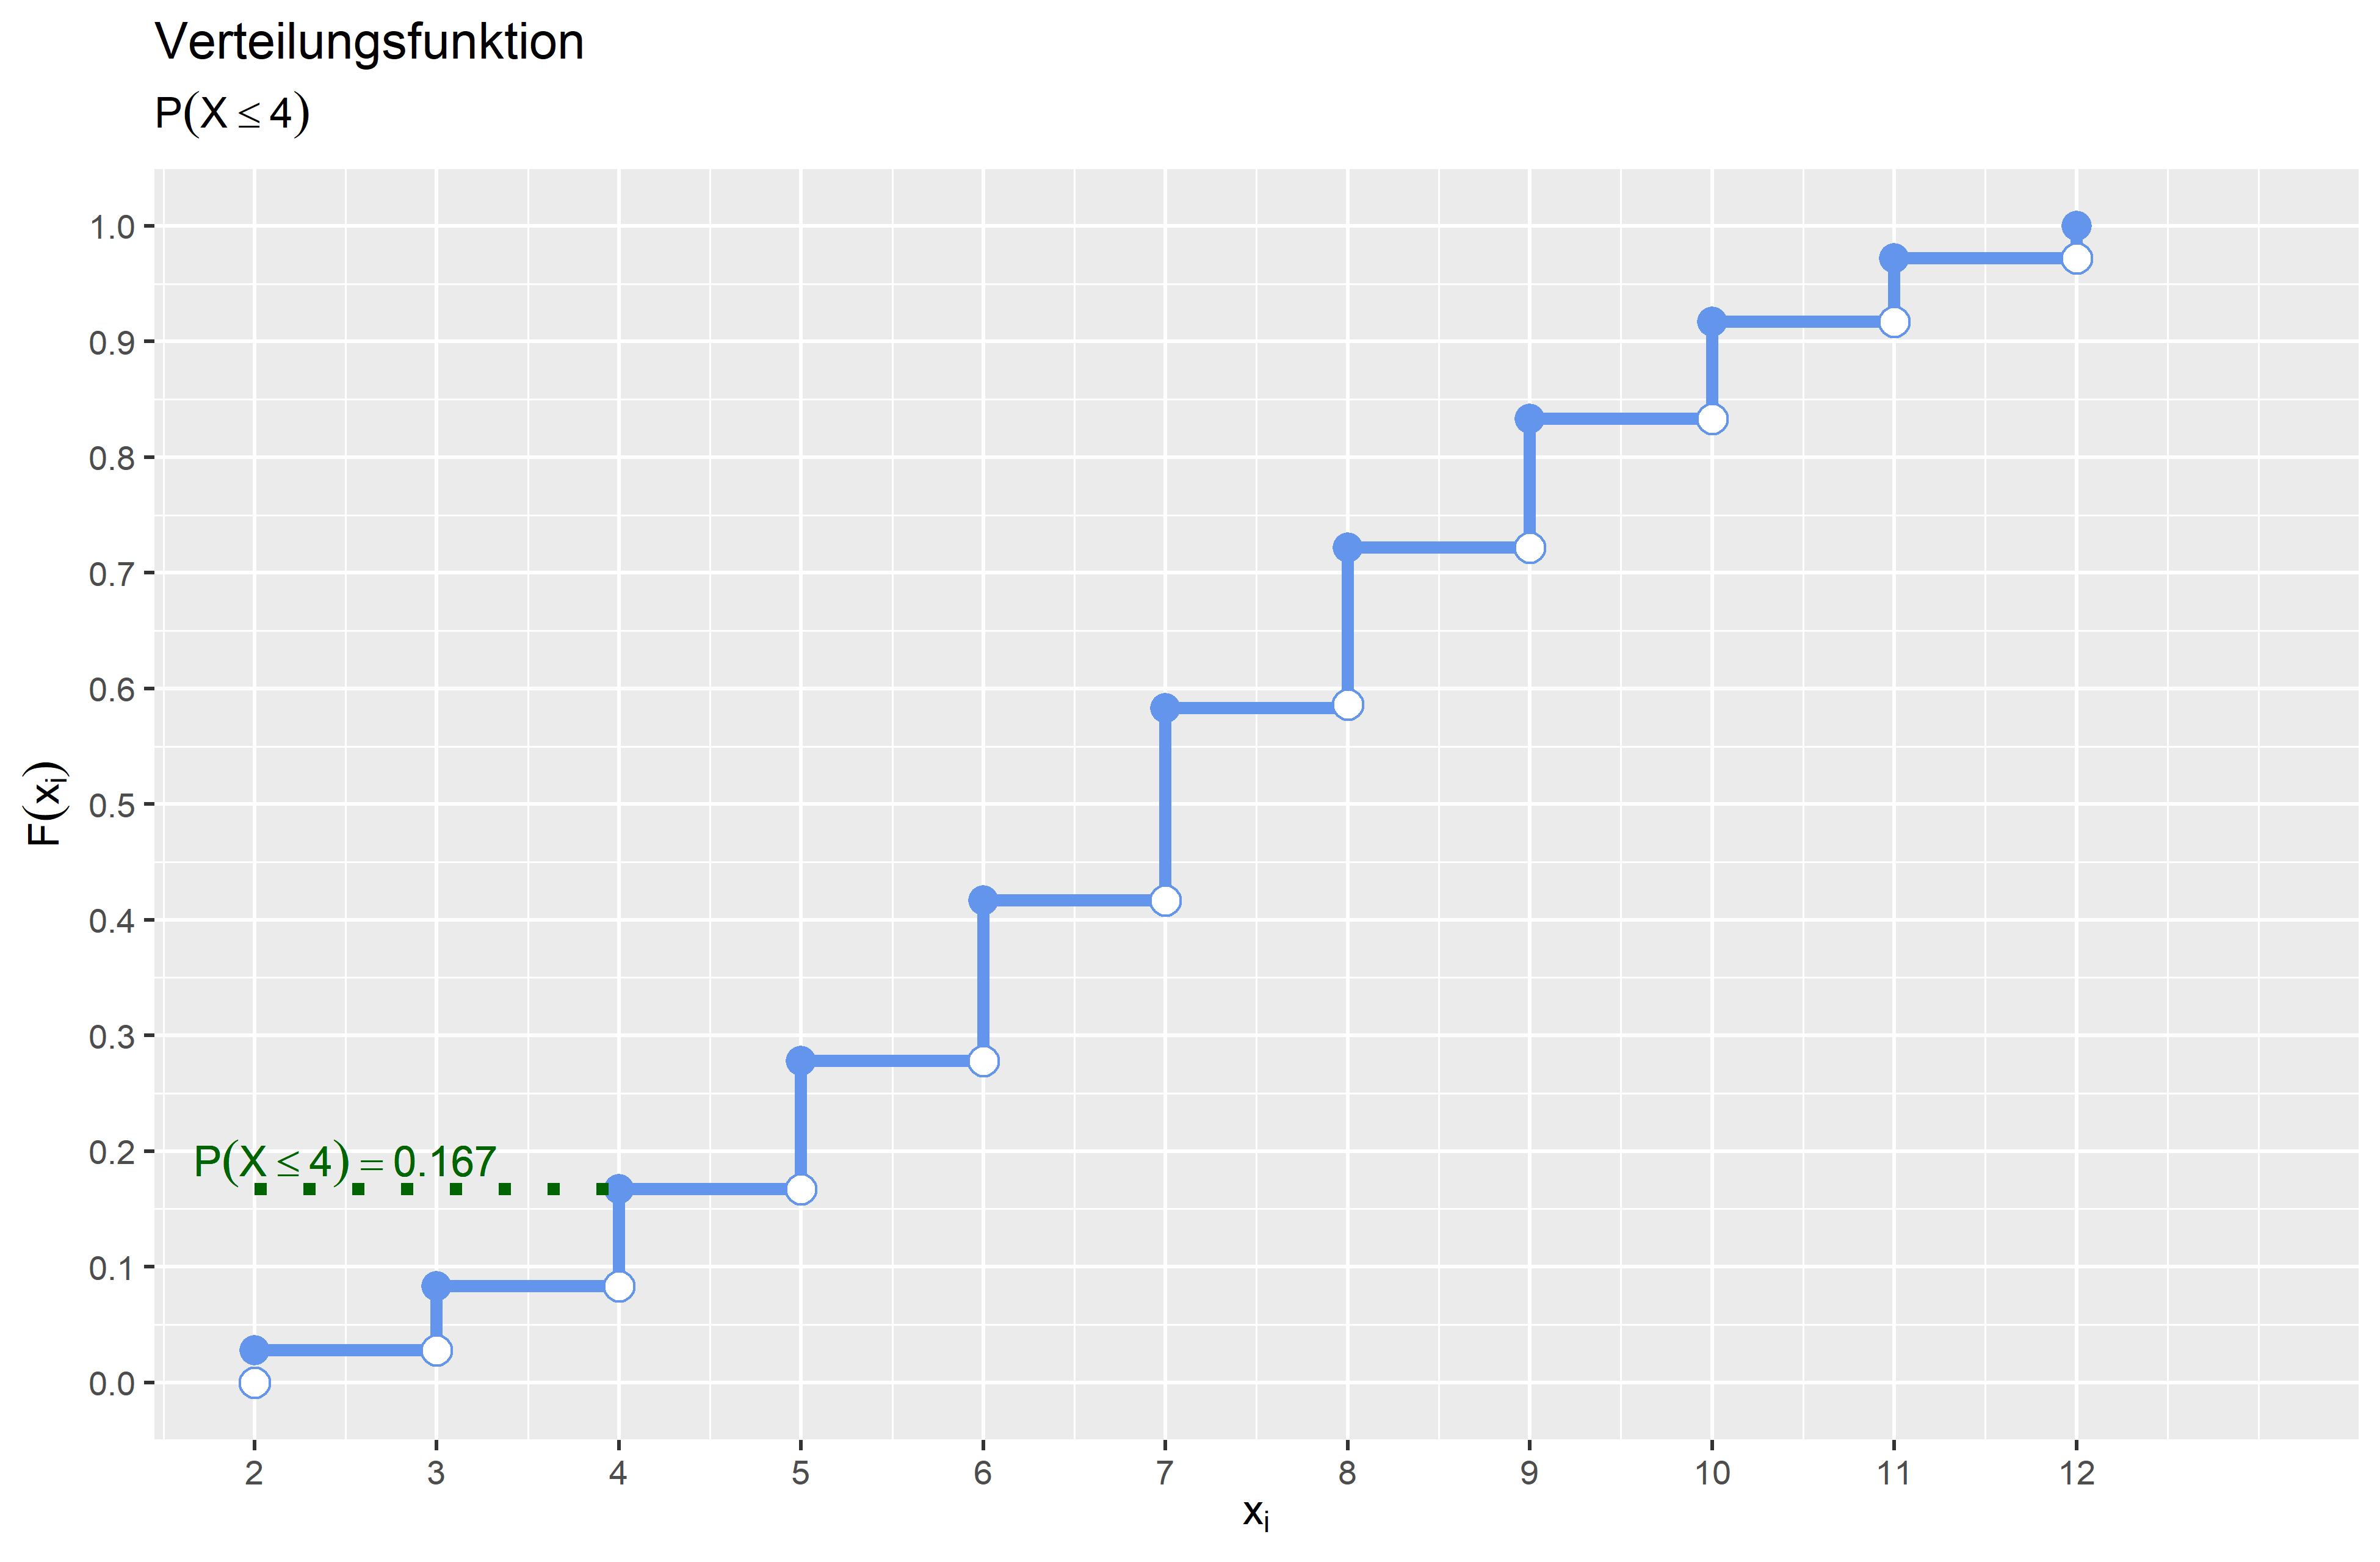 Verteilungsfunktion
P(X ≤ 4)
F(xᵢ)
1.0
0.9
0.8
0.7
0.6
0.5
0.4
0.3
0.2
0.1
0.0
P(X ≤ 4) = 0.167
2 3 4 5 6 7 8 9 10 11 12
xᵢ